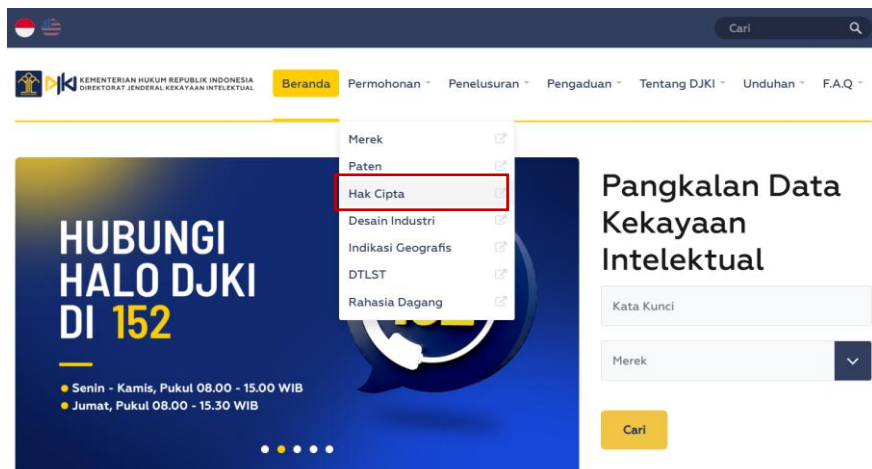 Cari
KEMENTERIAN HUKUM REPUBLIK INDONESIA
DIREKTORAT JENDERAL KEKAYAAN INTELEKTUAL
Beranda Permohonan Penelusuran Pengaduan Tentang DJKI Unduhan F.A.Q
Merek
Paten
Hak Cipta
Desain Industri
Indikasi Geografis
DTLST
Rahasia Dagang
HUBUNGI
HALO DJKI
DI 152
Senin - Kamis, Pukul 08.00 - 15.00 WIB
Jumat, Pukul 08.00 - 15.30 WIB
Pangkalan Data
Kekayaan
Intelektual
Kata Kunci
Merek
Cari